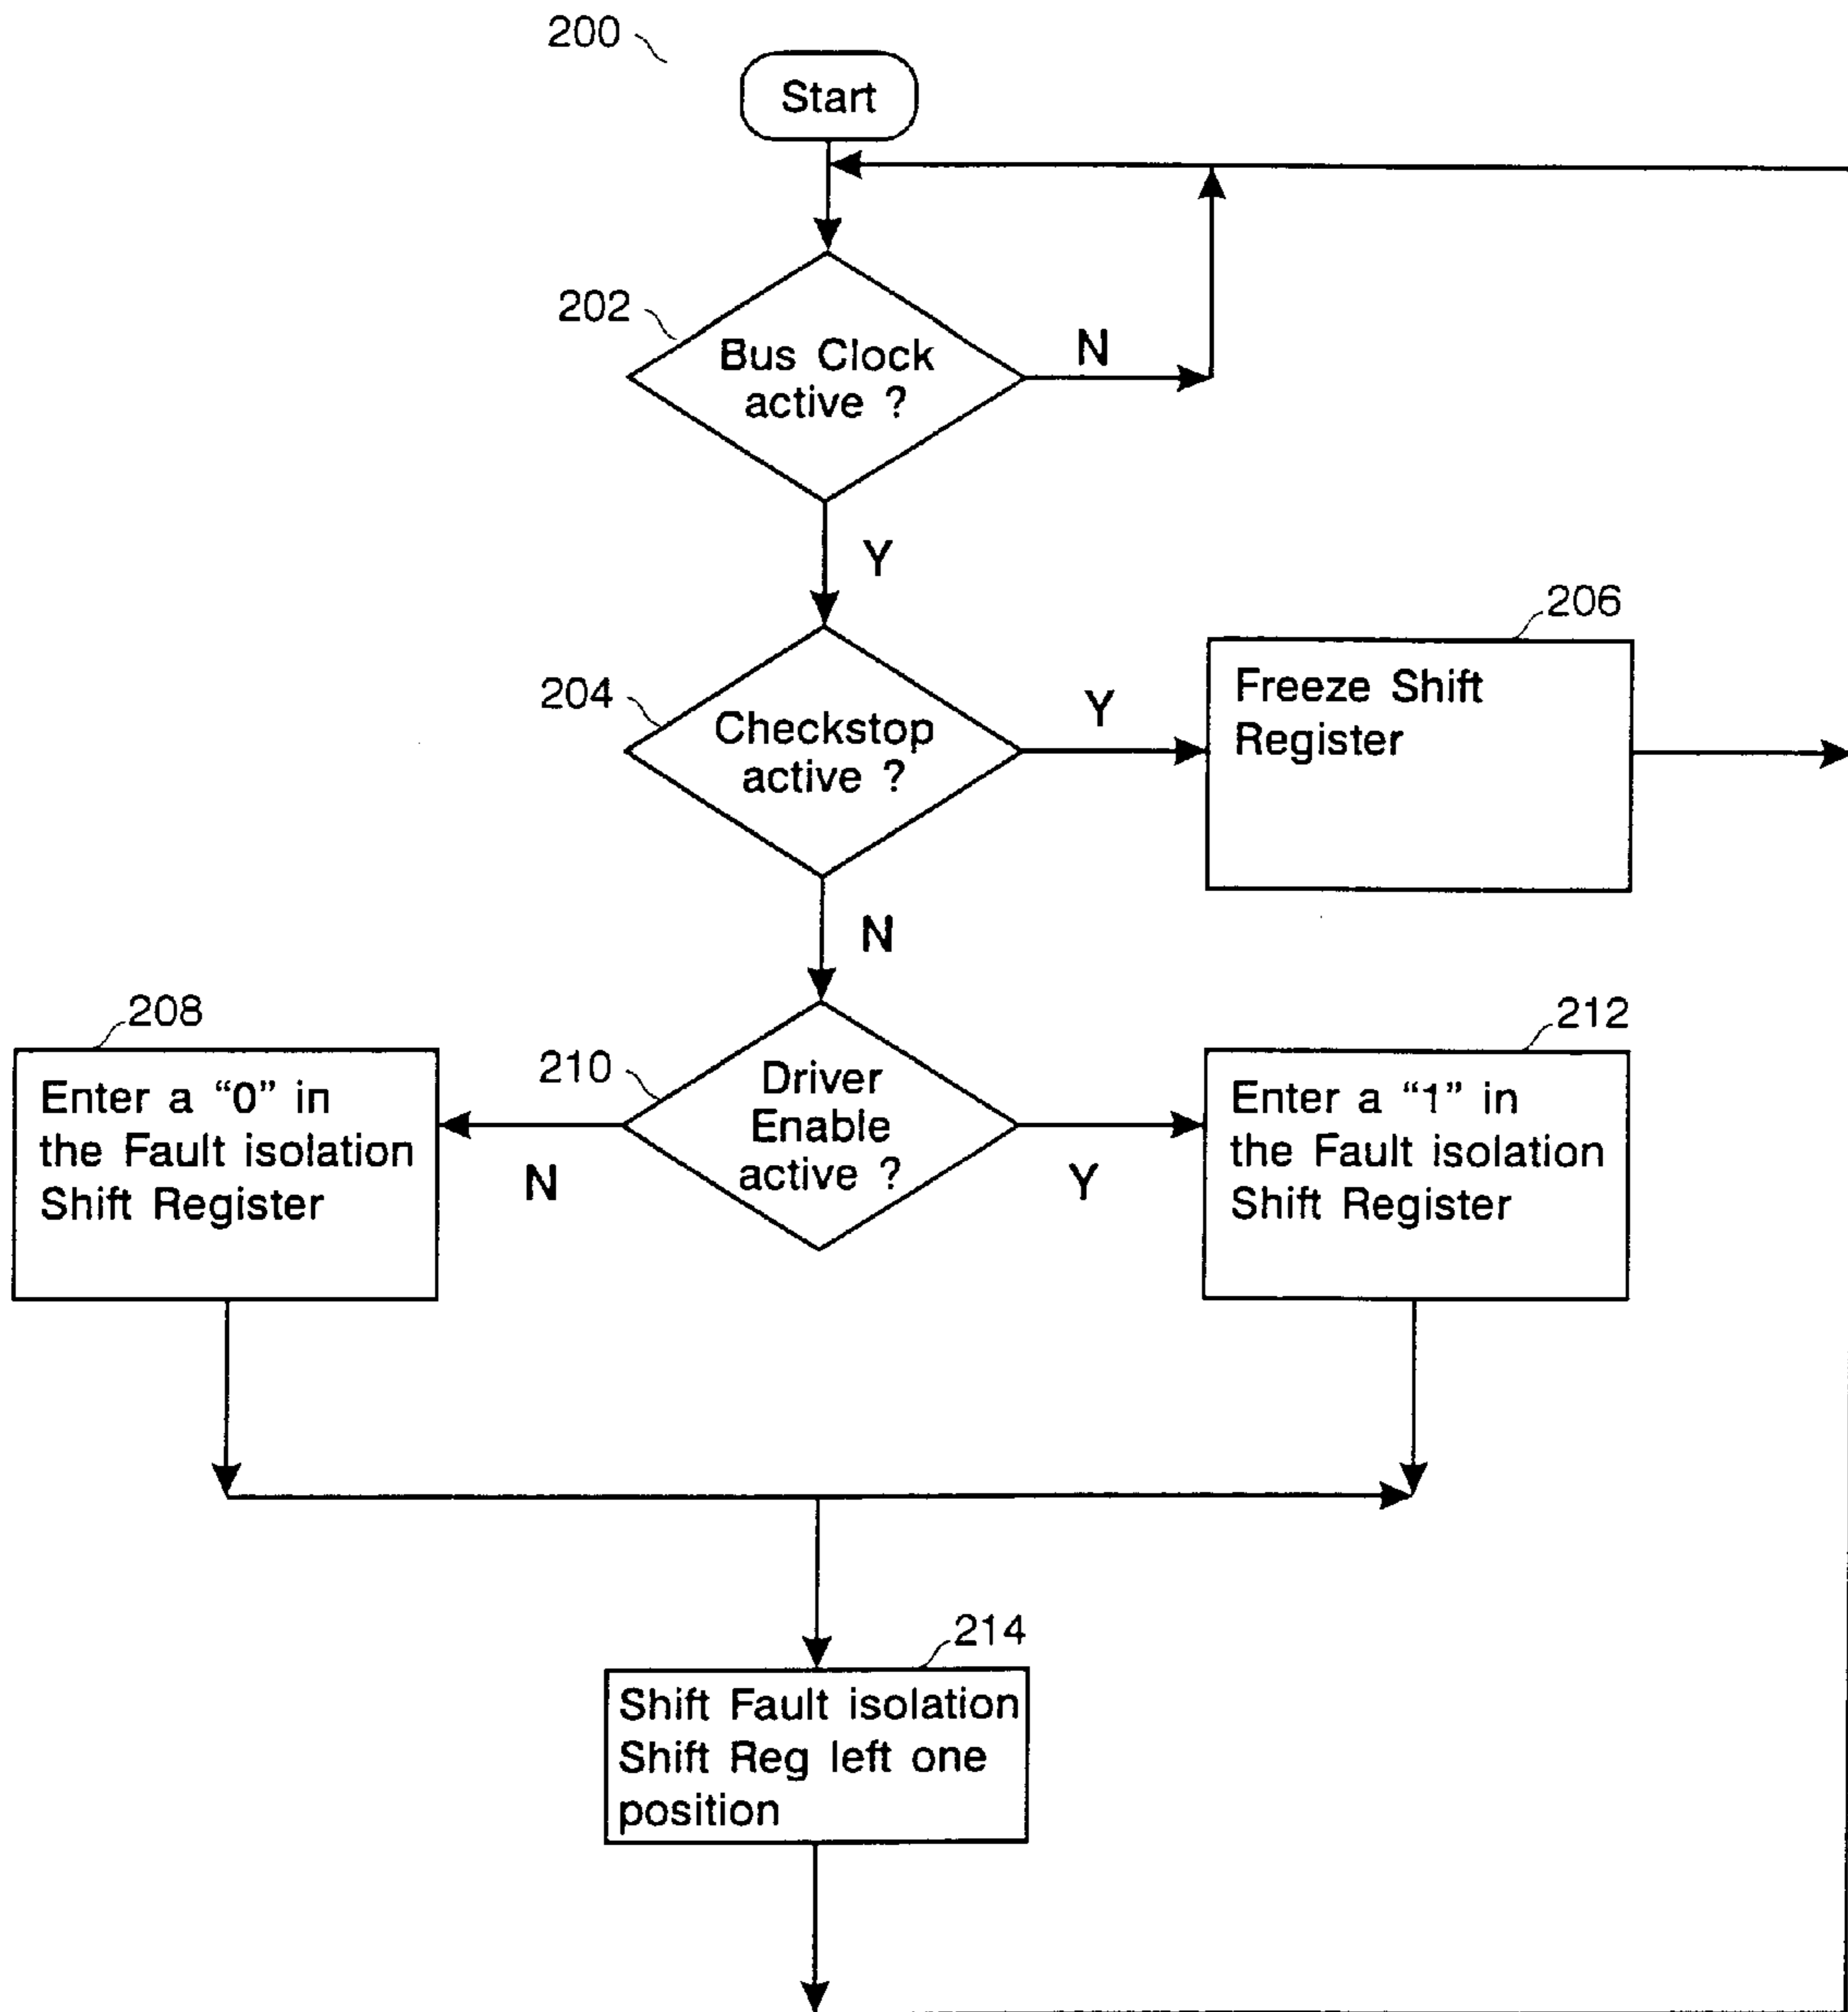 200
Start
202
Bus Clock
active ?
N
Y
204
Checkstop
active ?
Y
206
Freeze Shift
Register
N
208
Enter a “0” in
the Fault isolation
Shift Register
N
210
Driver
Enable
active ?
Y
212
Enter a “1” in
the Fault isolation
Shift Register
214
Shift Fault isolation
Shift Reg left one
position